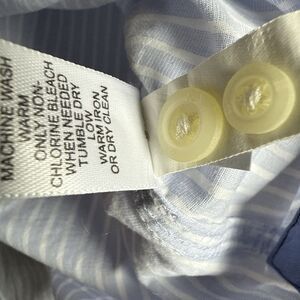 MACHINE WASH
WARM
ONLY NON-
CHLORINE BLEACH
WHEN NEEDED
TUMBLE DRY
LOW
WARM IRON
OR DRY CLEAN